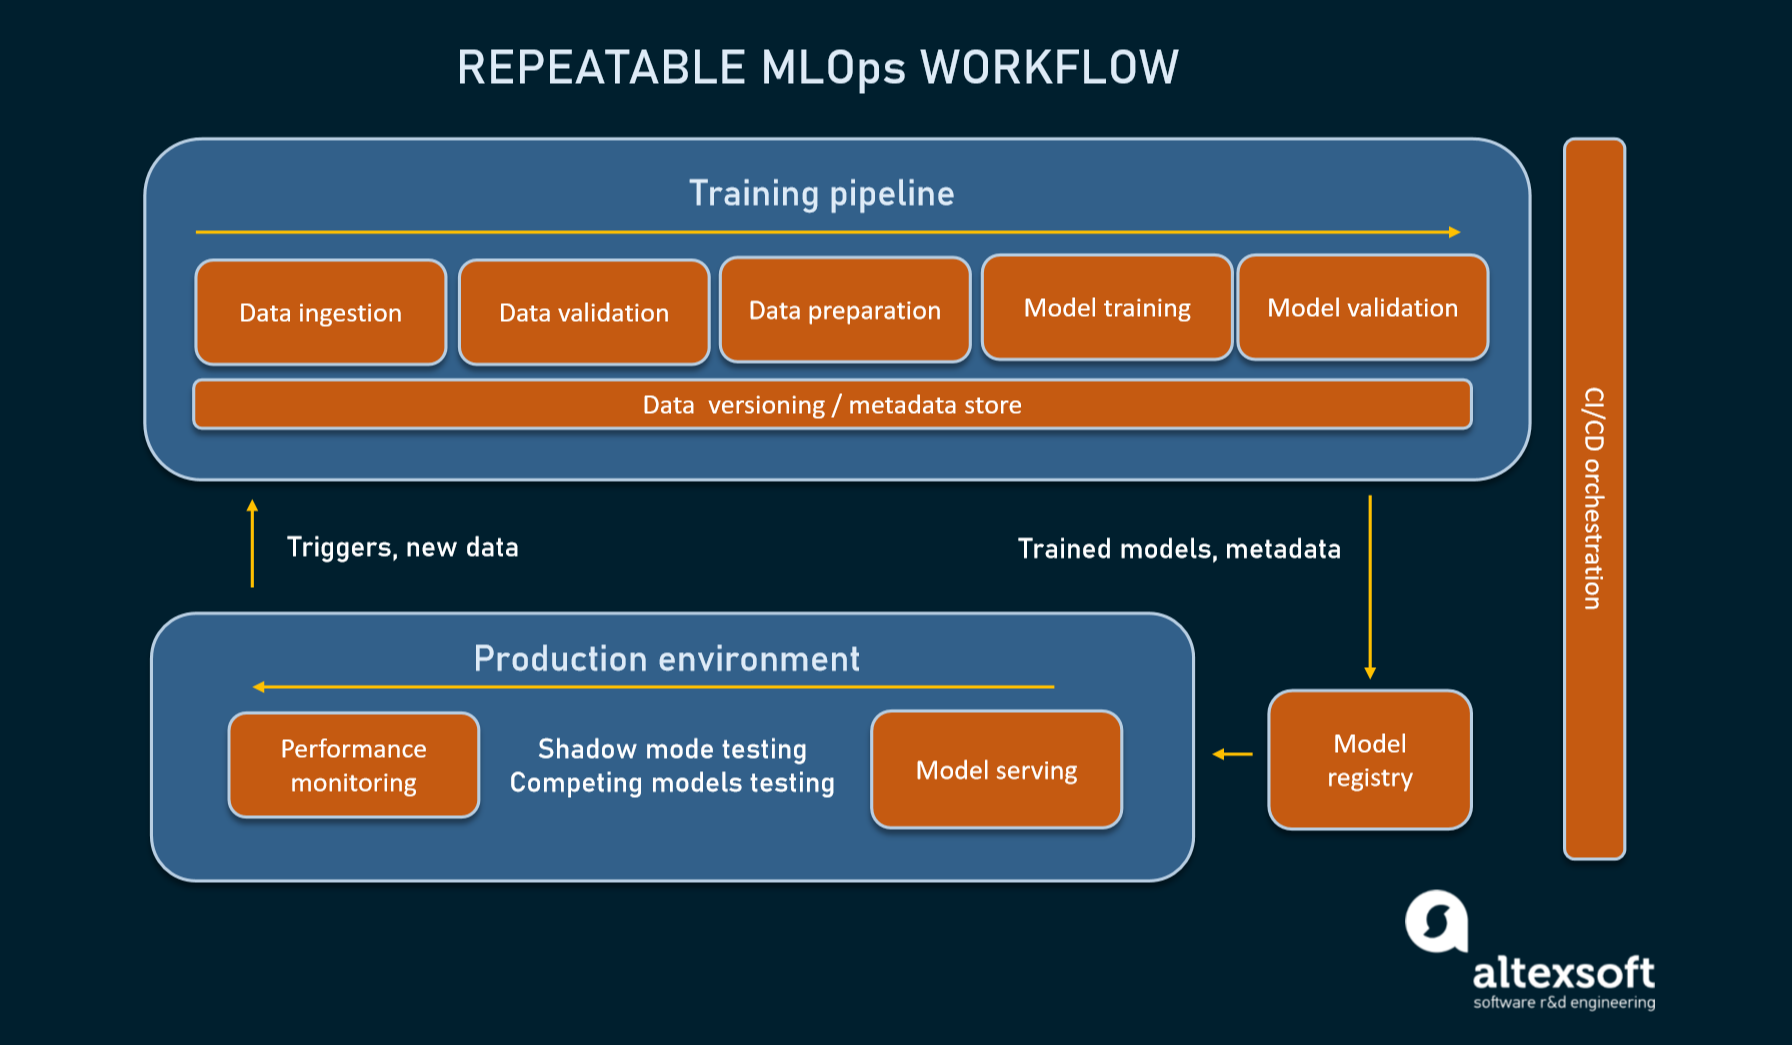 REPEATABLE MLOps WORKFLOW
Training pipeline
Data ingestion
Data validation
Data preparation
Model training
Model validation
Data versioning / metadata store
CI/CD orchestration
Triggers, new data
Trained models, metadata
Production environment
Performance
monitoring
Shadow mode testing
Competing models testing
Model serving
Model
registry
altexsoft
software r&d engineering